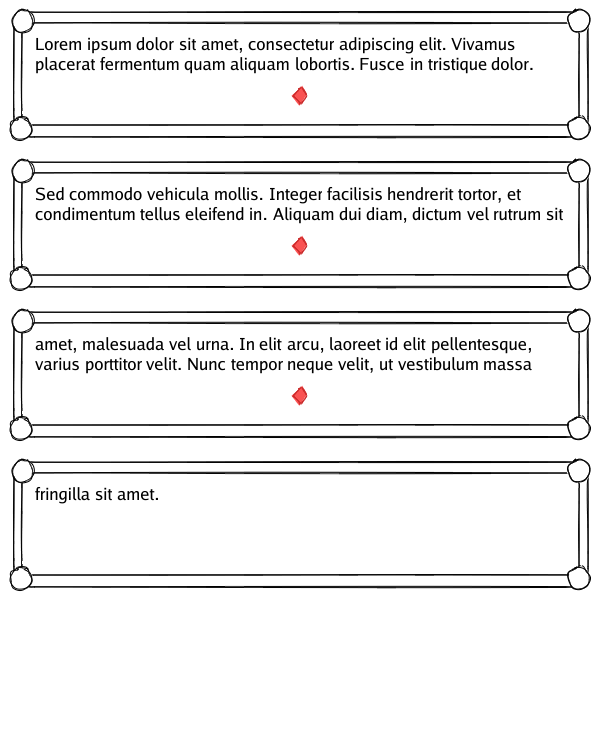 Lorem ipsum dolor sit amet, consectetur adipiscing elit. Vivamus
placerat fermentum quam aliquam lobortis. Fusce in tristique dolor.
Sed commodo vehicula mollis. Integer facilisis hendrerit tortor, et
condimentum tellus eleifend in. Aliquam dui diam, dictum vel rutrum sit
amet, malesuada vel urna. In elit arcu, laoreet id elit pellentesque,
varius porttitor velit. Nunc tempor neque velit, ut vestibulum massa
fringilla sit amet.